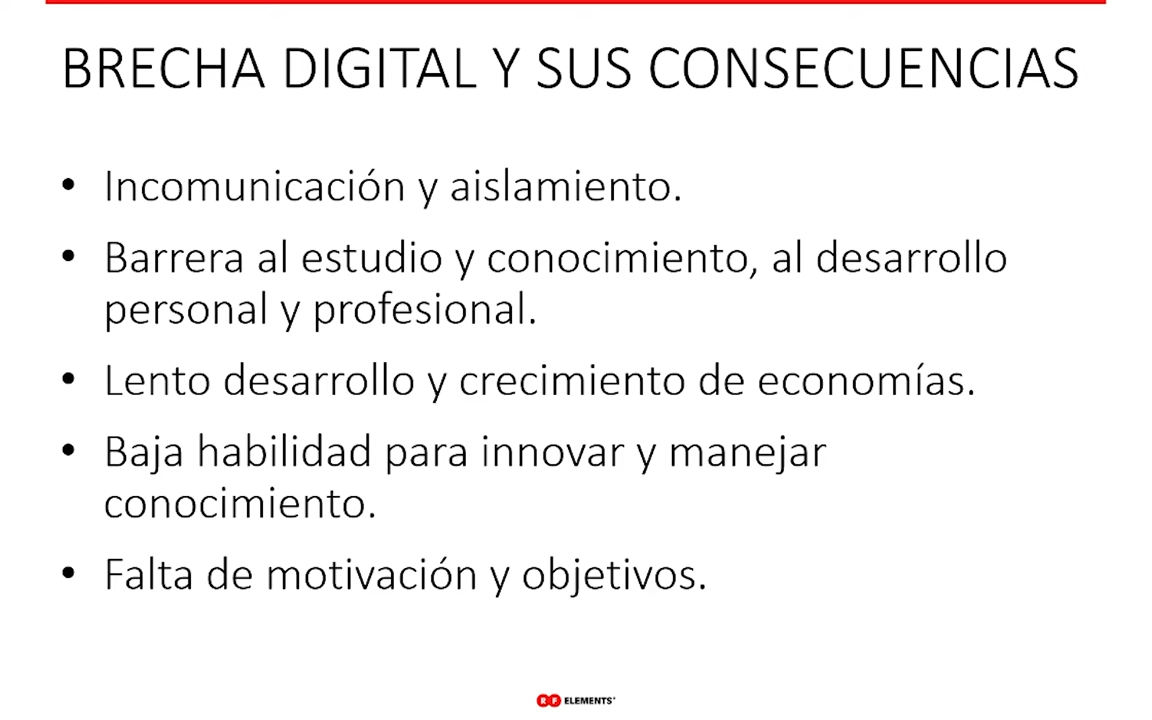 BRECHA DIGITAL Y SUS CONSECUENCIAS
• Incomunicación y aislamiento.
• Barrera al estudio y conocimiento, al desarrollo
personal y profesional.
• Lento desarrollo y crecimiento de economías.
• Baja habilidad para innovar y manejar
conocimiento.
• Falta de motivación y objetivos.
RF ELEMENTS